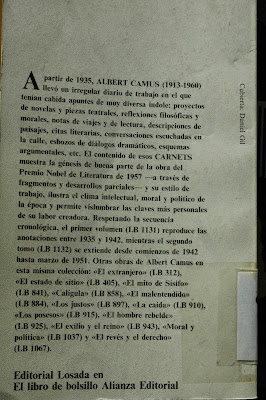 A partir de 1935, ALBERT CAMUS (1913-1960)
llevó un irregular diario de trabajo en el que
tenían cabida apuntes de muy diversa índole: proyectos
de novelas y piezas teatrales, reflexiones filosóficas y
morales, notas de viajes y de lectura, descripciones de
paisajes, citas literarias, conversaciones escuchadas en
la calle, esbozos de diálogos dramáticos, esquemas
argumentales, etc. El contenido de esos CARNETS
muestra la génesis de buena parte de la obra del
Premio Nobel de Literatura de 1957 —a través de
fragmentos y desarrollos parciales— y su estilo de
trabajo, ilustra el clima intelectual, moral y político de
la época y permite vislumbrar las claves más personales
de su labor creadora. Respetando la secuencia
cronológica, el primer volumen (LB 1131) reproduce las
anotaciones entre 1935 y 1942, mientras el segundo
tomo (LB 1132) se extiende desde comienzos de 1942
hasta marzo de 1951. Otras obras de Albert Camus en
esta misma colección: «El extranjero» (LB 312),
«El estado de sitio» (LB 405), «El mito de Sísifo»
(LB 841), «Calígula» (LB 858), «El malentendido»
(LB 884), «Los justos» (LB 897), «La caída» (LB 910),
«Los posesos» (LB 915), «El hombre rebelde»
(LB 925), «El exilio y el reino» (LB 943), «Moral y
política» (LB 1037) y «El revés y el derecho»
(LB 1067).
Editorial Losada en
El libro de bolsillo Alianza Editorial
Cubierta: Daniel Gil